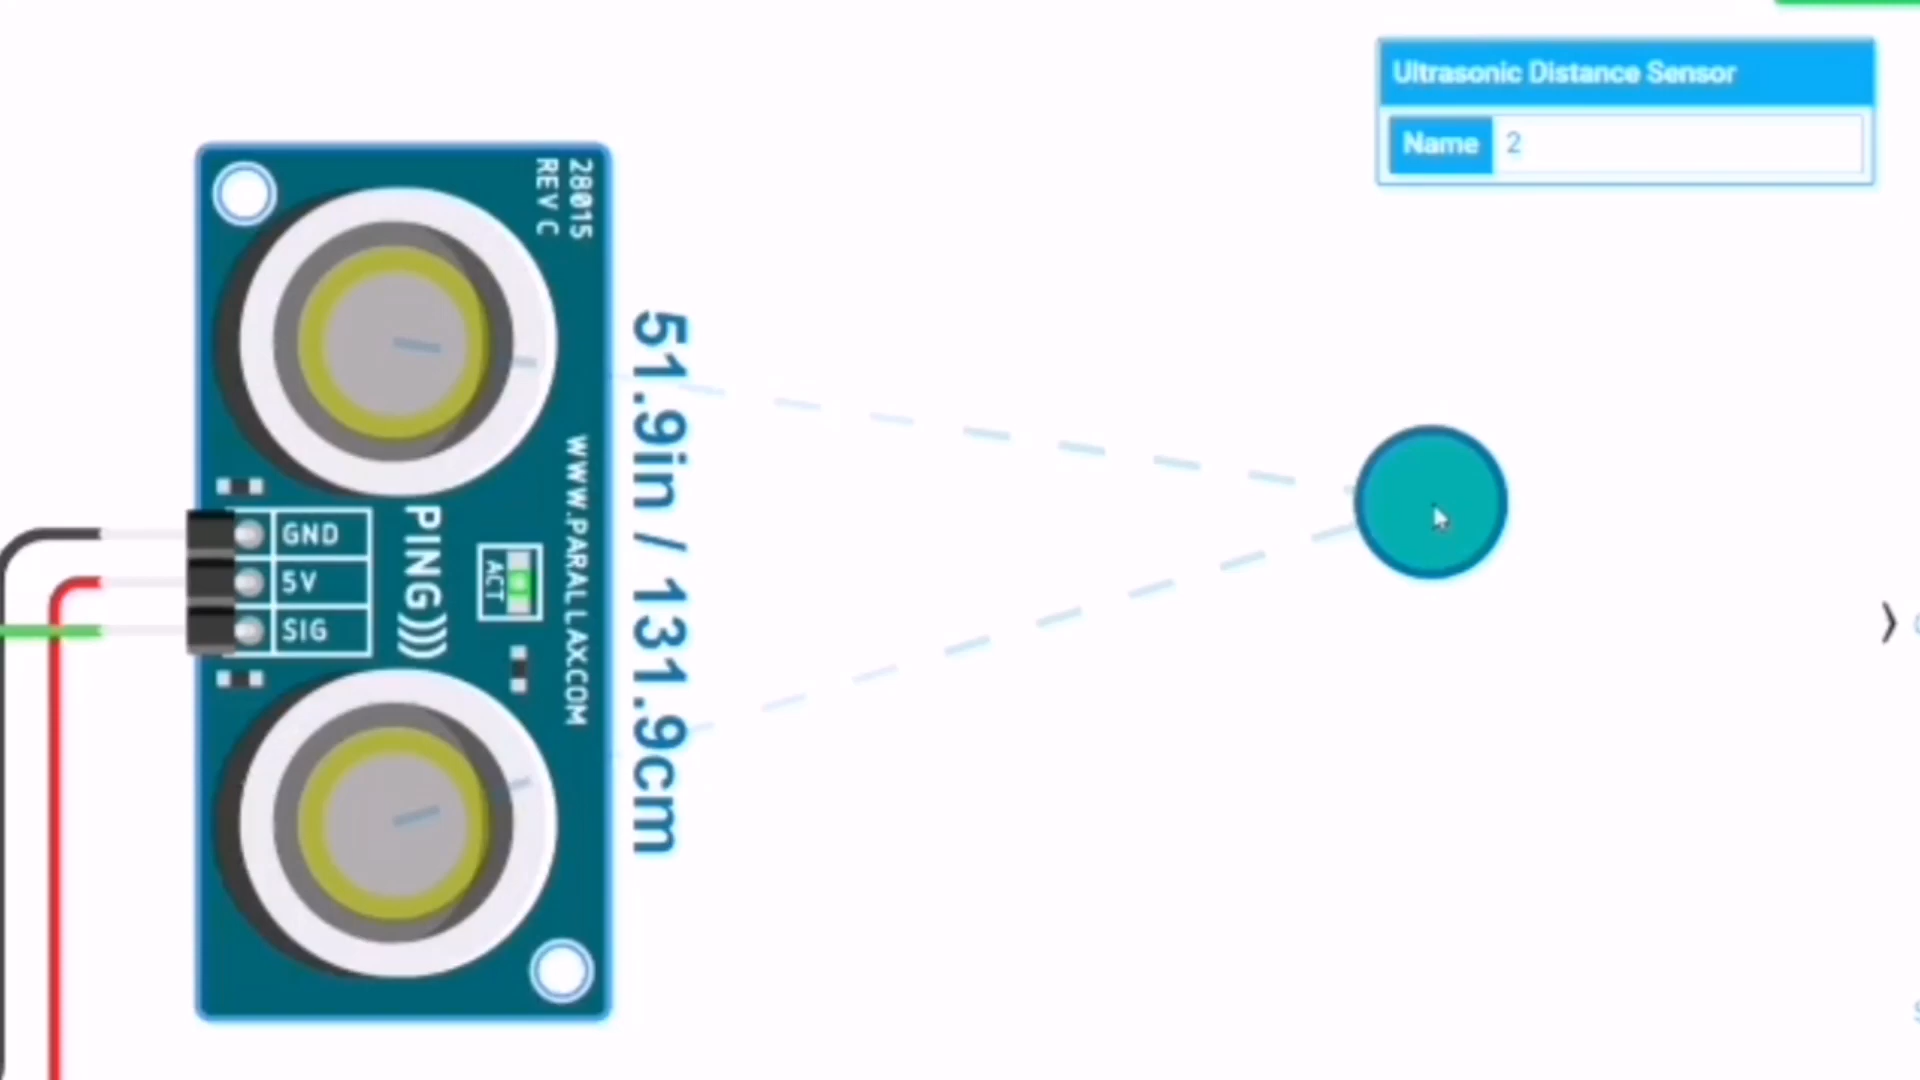 Ultrasonic Distance Sensor
Name 2
28015
REV C
51.9in / 131.9cm
WWW.PARALLAX.COM
PING))))
ACT
GND
5V
SIG